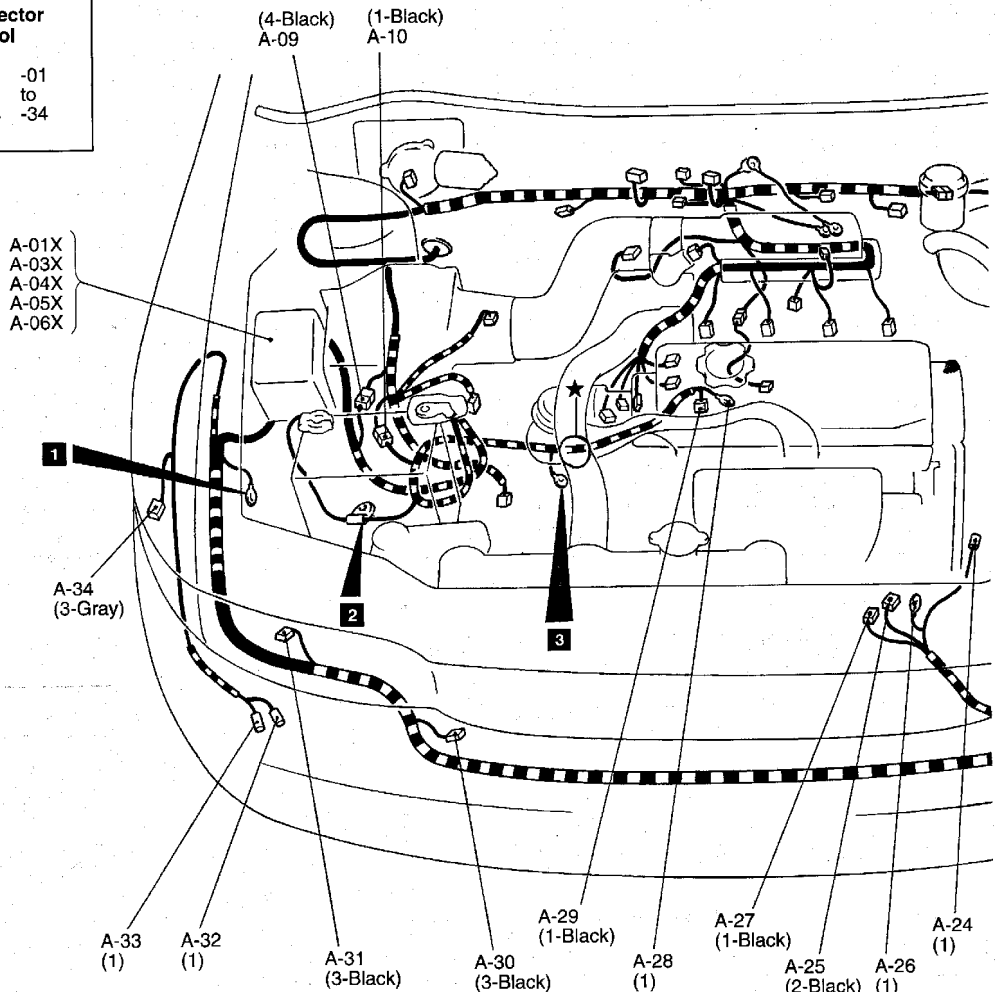 ector
ol
-01
to
-34
(4-Black)
A-09
(1-Black)
A-10
A-01X
A-03X
A-04X
A-05X
A-06X
1
A-34
(3-Gray)
2
3
★
A-33
(1)
A-32
(1)
A-31
(3-Black)
A-30
(3-Black)
A-29
(1-Black)
A-28
(1)
A-27
(1-Black)
A-25
(2-Black)
A-26
(1)
A-24
(1)